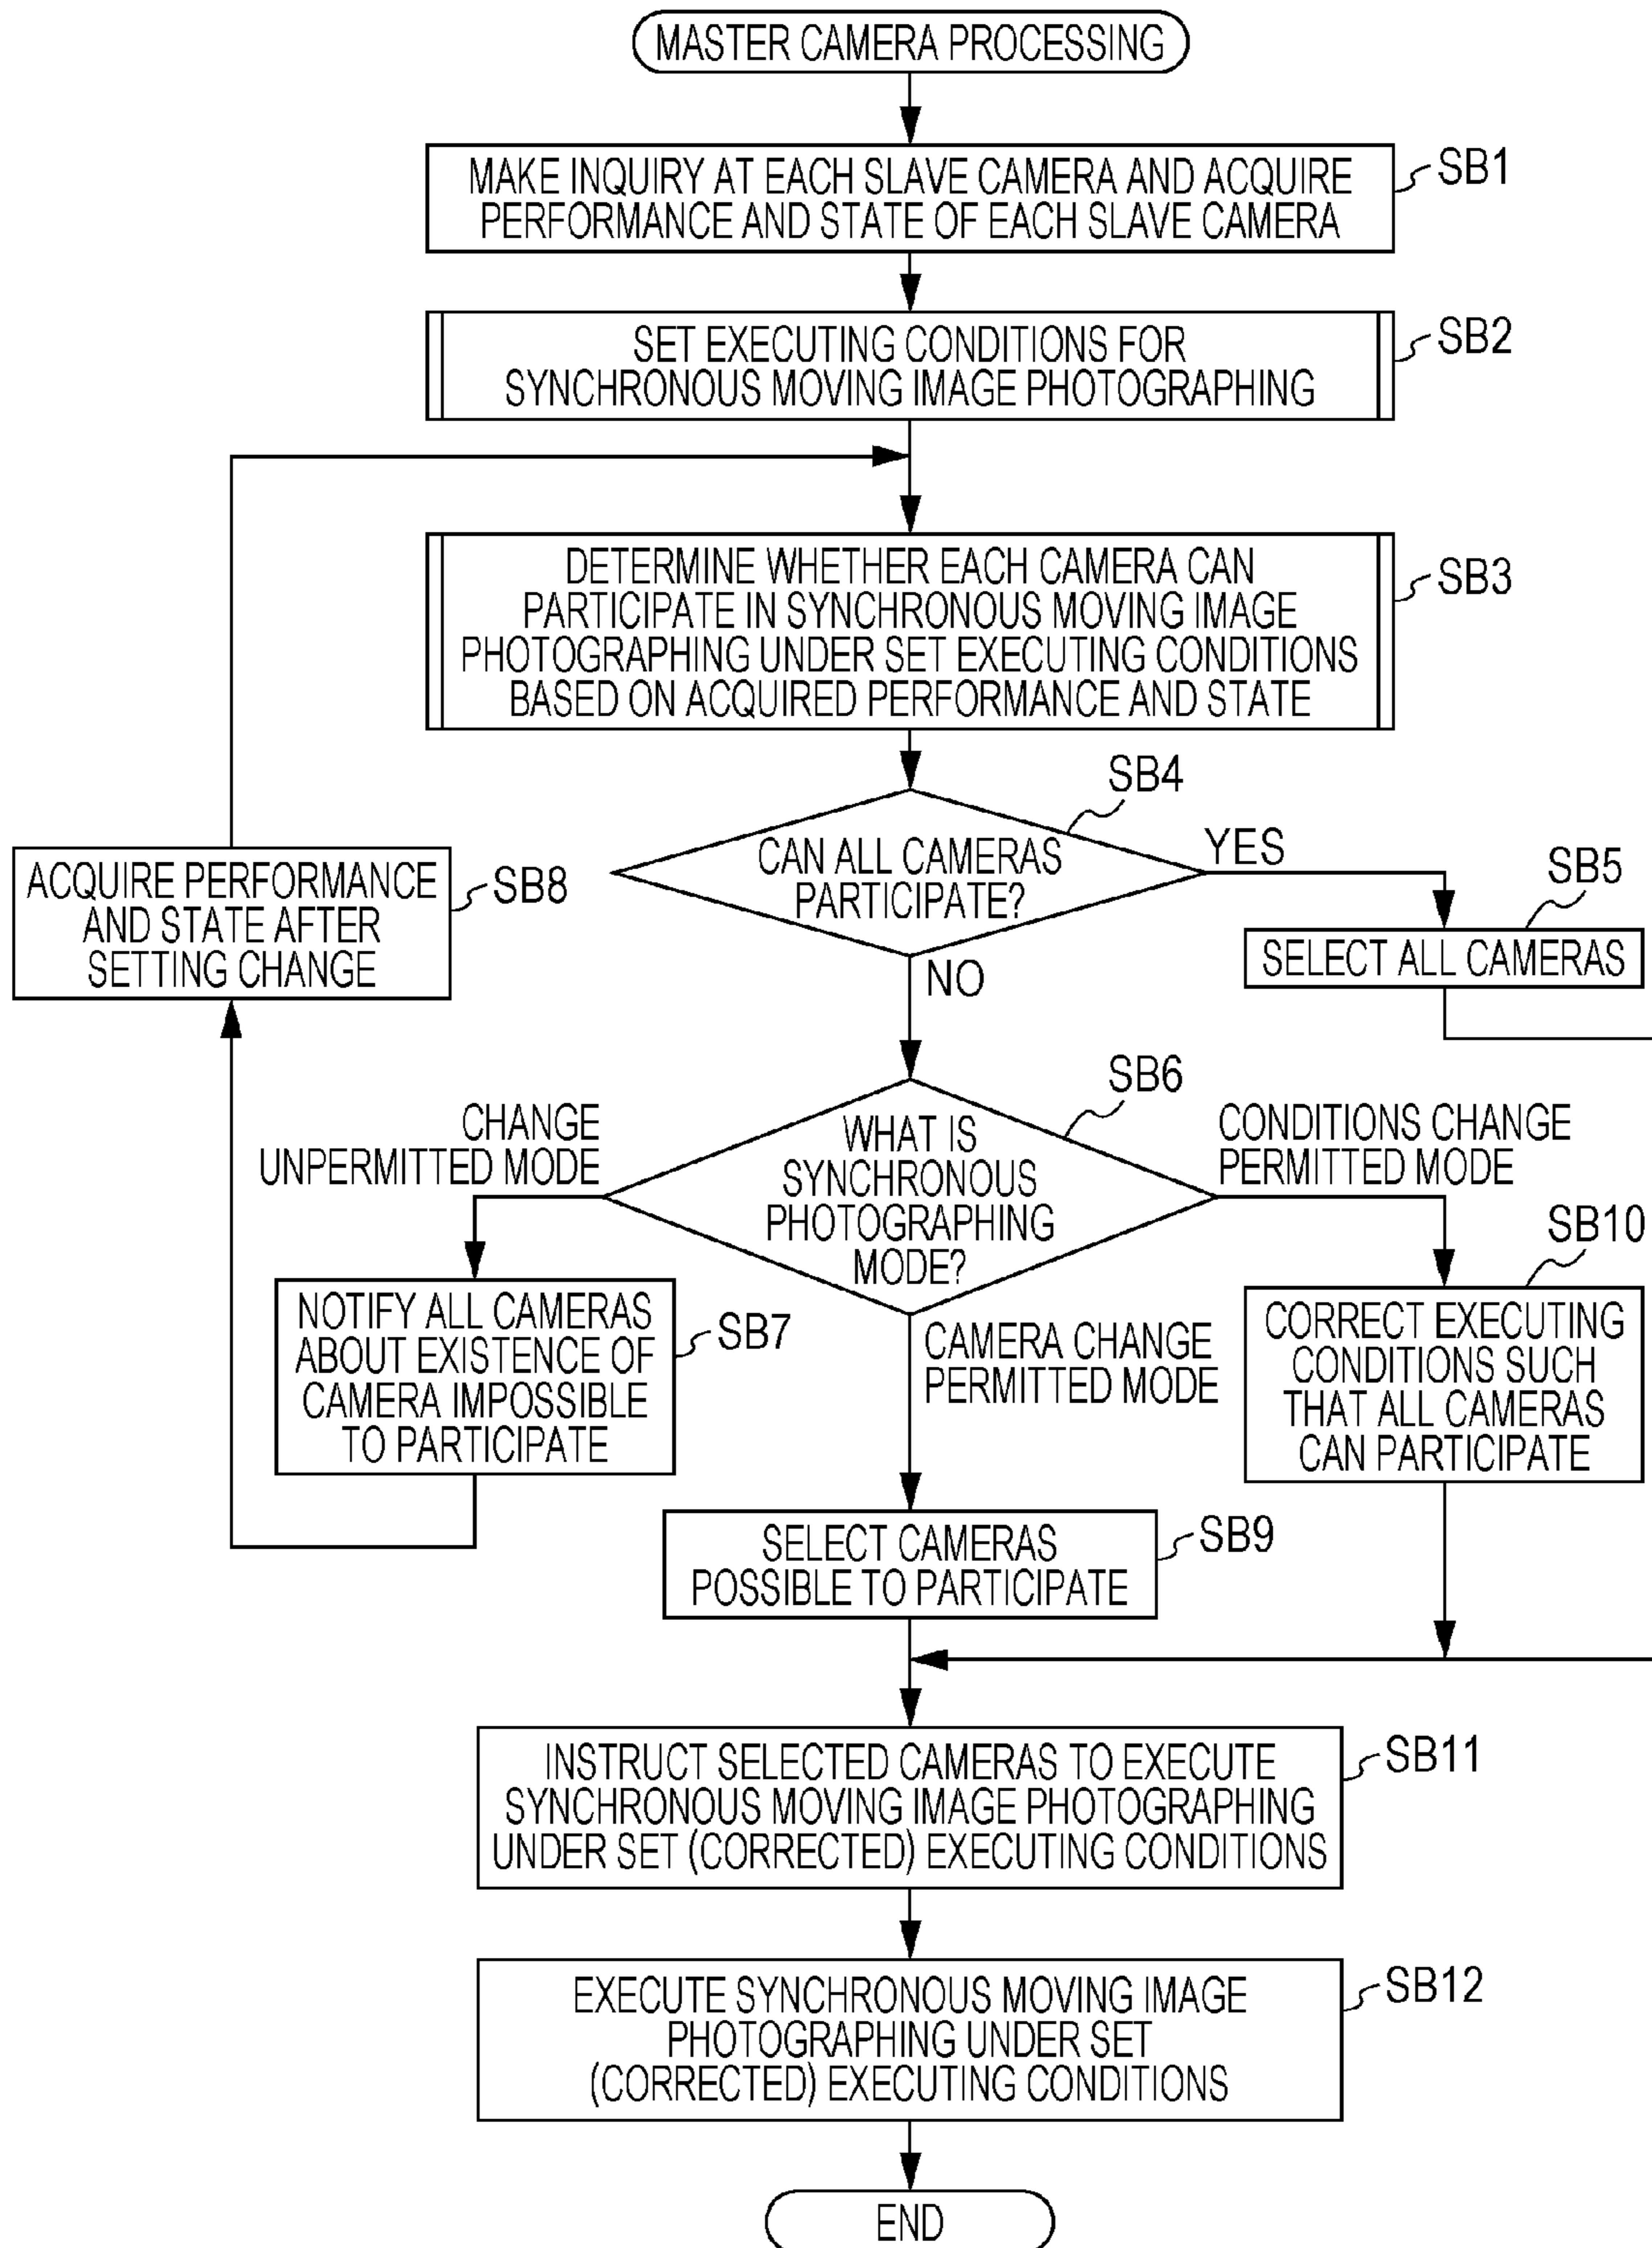 MASTER CAMERA PROCESSING
MAKE INQUIRY AT EACH SLAVE CAMERA AND ACQUIRE
PERFORMANCE AND STATE OF EACH SLAVE CAMERA
SB1
SET EXECUTING CONDITIONS FOR
SYNCHRONOUS MOVING IMAGE PHOTOGRAPHING
SB2
DETERMINE WHETHER EACH CAMERA CAN
PARTICIPATE IN SYNCHRONOUS MOVING IMAGE
PHOTOGRAPHING UNDER SET EXECUTING CONDITIONS
BASED ON ACQUIRED PERFORMANCE AND STATE
SB3
SB4
CAN ALL CAMERAS
PARTICIPATE?
YES
NO
SB5
SELECT ALL CAMERAS
ACQUIRE PERFORMANCE
AND STATE AFTER
SETTING CHANGE
SB8
SB6
WHAT IS
SYNCHRONOUS
PHOTOGRAPHING
MODE?
CHANGE
UNPERMITTED MODE
CONDITIONS CHANGE
PERMITTED MODE
CAMERA CHANGE
PERMITTED MODE
NOTIFY ALL CAMERAS
ABOUT EXISTENCE OF
CAMERA IMPOSSIBLE
TO PARTICIPATE
SB7
SB10
CORRECT EXECUTING
CONDITIONS SUCH
THAT ALL CAMERAS
CAN PARTICIPATE
SELECT CAMERAS
POSSIBLE TO PARTICIPATE
SB9
INSTRUCT SELECTED CAMERAS TO EXECUTE
SYNCHRONOUS MOVING IMAGE PHOTOGRAPHING
UNDER SET (CORRECTED) EXECUTING CONDITIONS
SB11
EXECUTE SYNCHRONOUS MOVING IMAGE
PHOTOGRAPHING UNDER SET
(CORRECTED) EXECUTING CONDITIONS
SB12
END